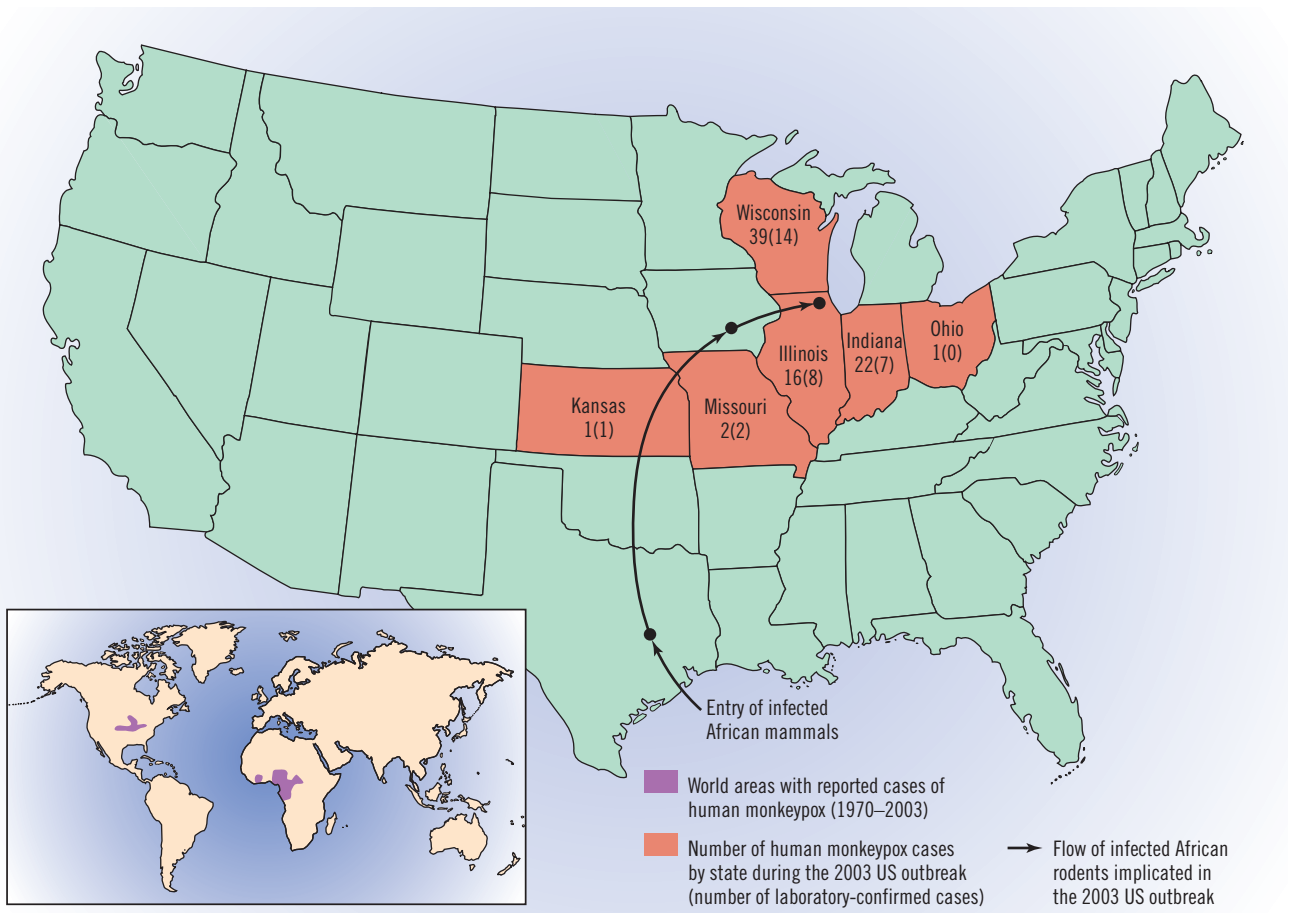 Wisconsin
39(14)
Illinois
16(8)
Indiana
22(7)
Ohio
1(0)
Kansas
1(1)
Missouri
2(2)
Entry of infected
African mammals
World areas with reported cases of
human monkeypox (1970–2003)
Number of human monkeypox cases
by state during the 2003 US outbreak
(number of laboratory-confirmed cases)
Flow of infected African
rodents implicated in
the 2003 US outbreak